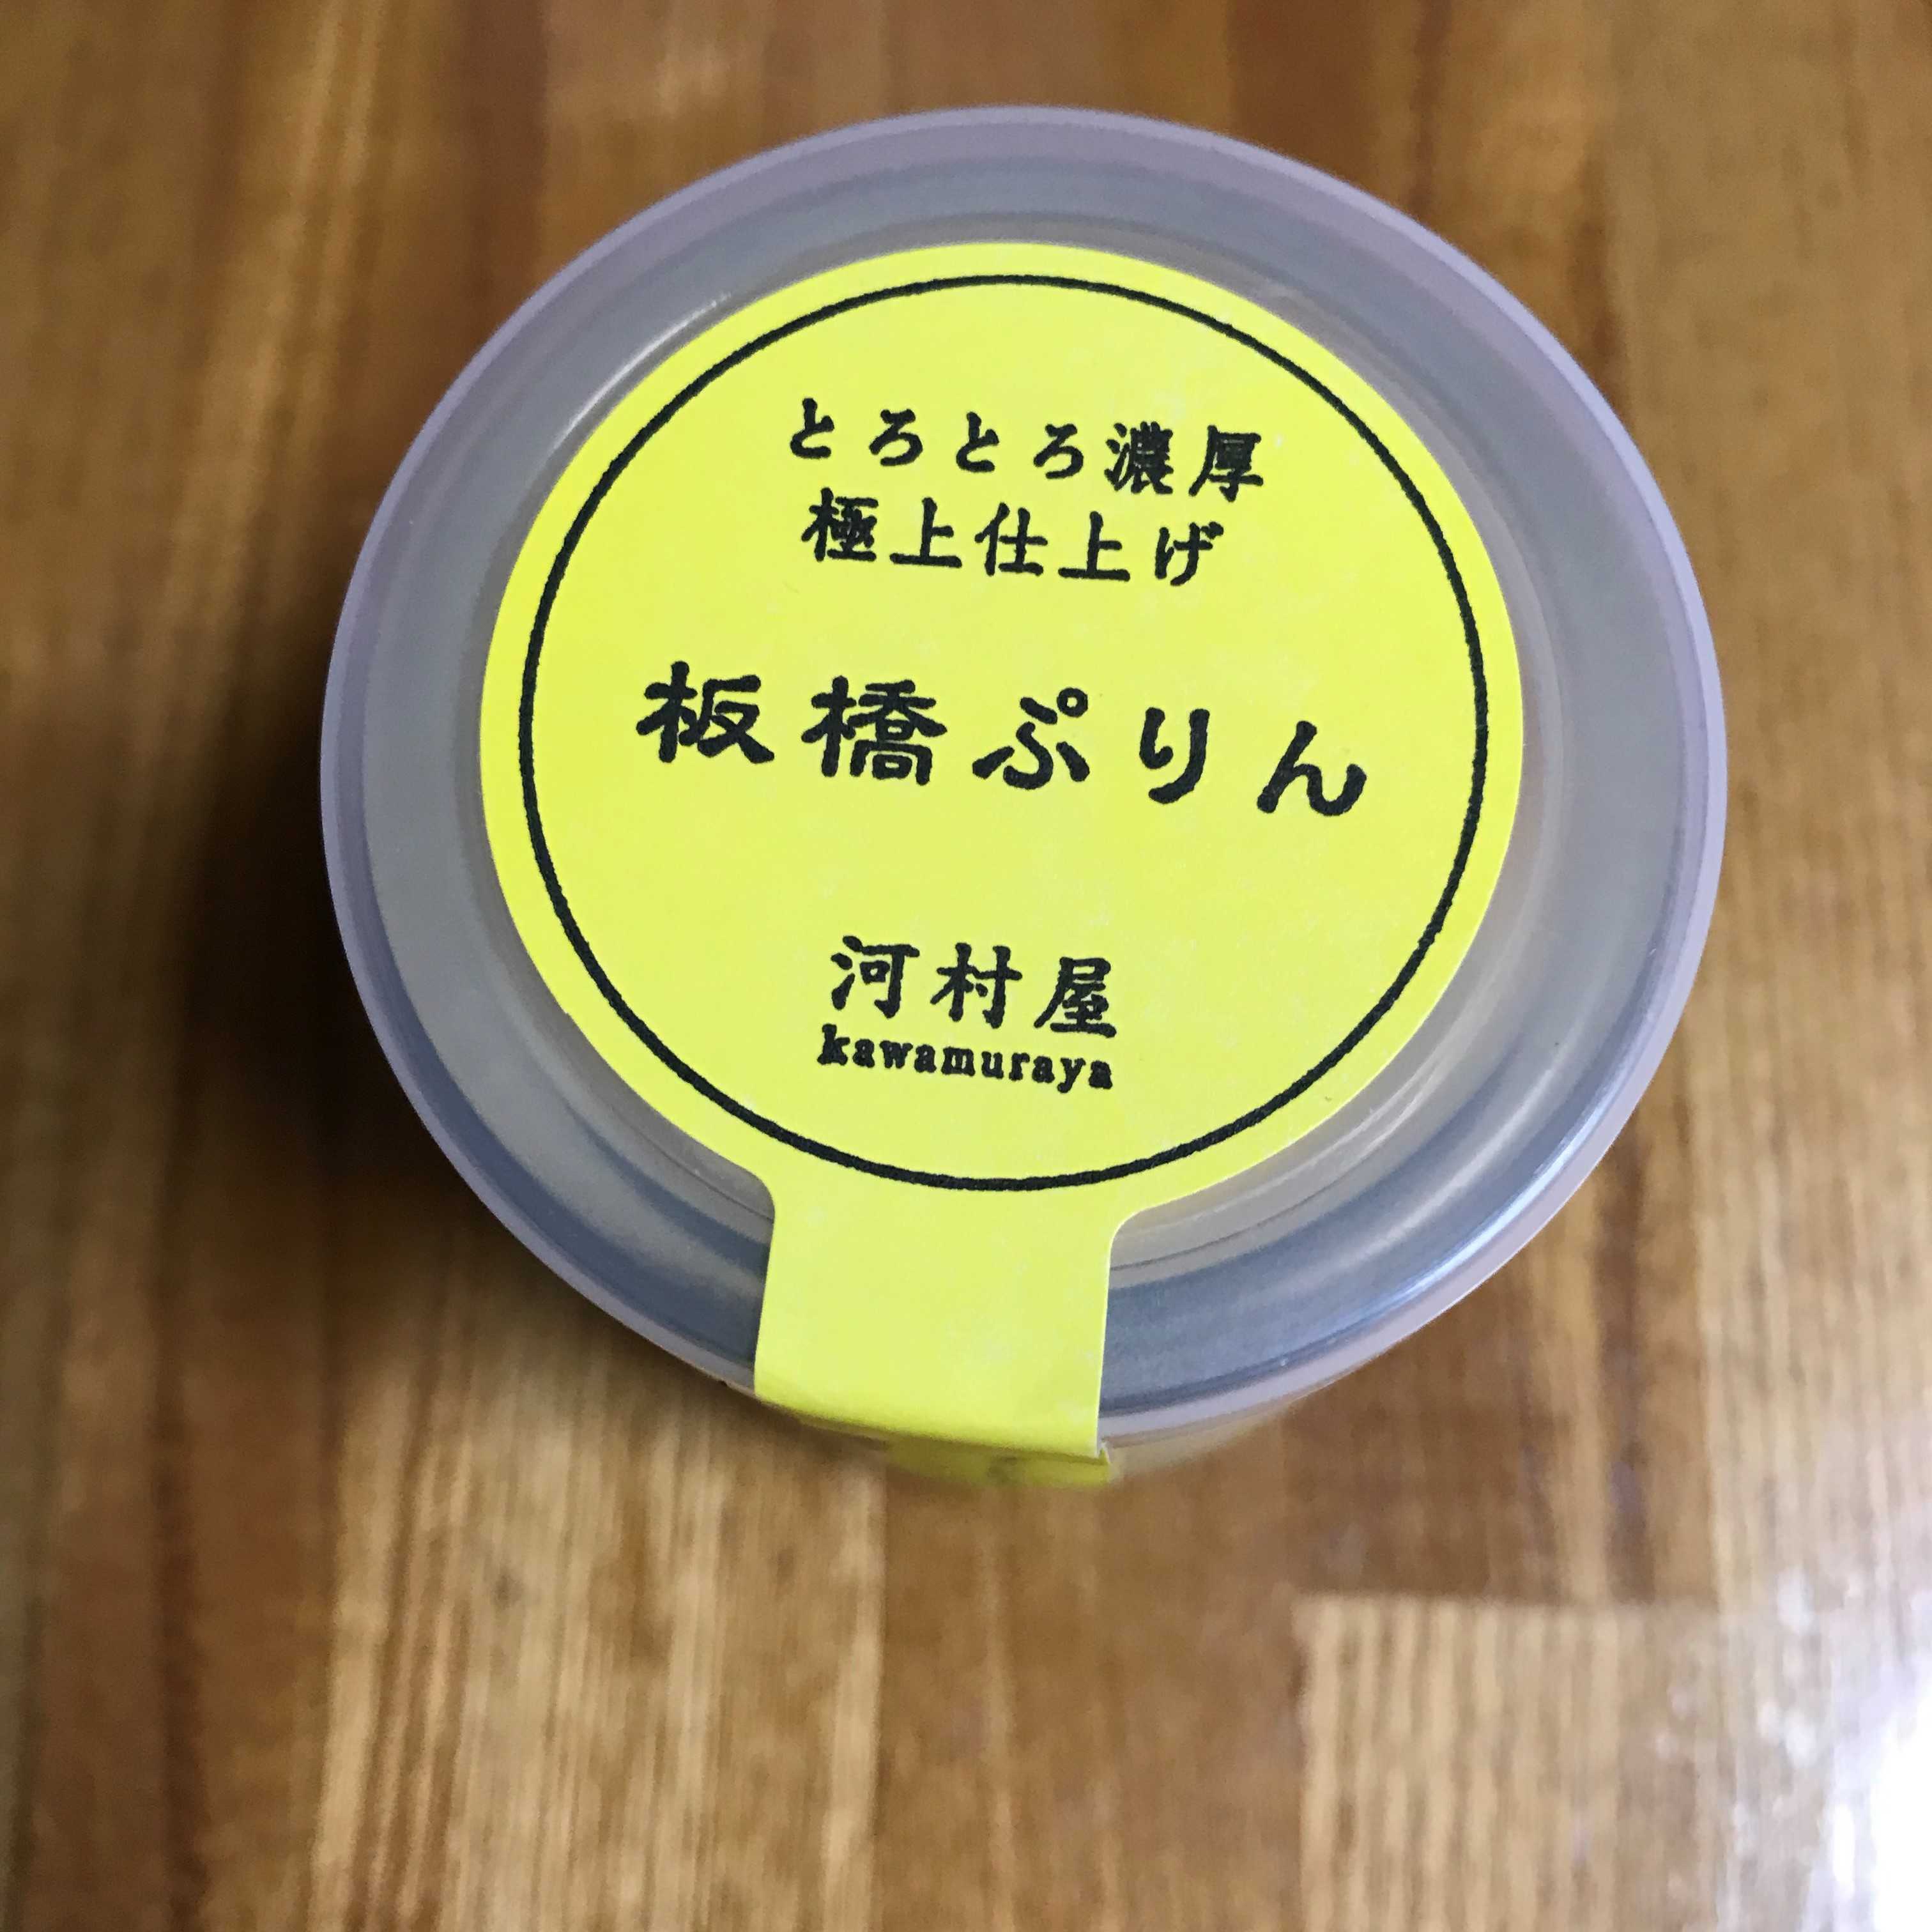 とろとろ濃厚
極上仕上げ
板橋ぷりん
河村屋
kawamuraya